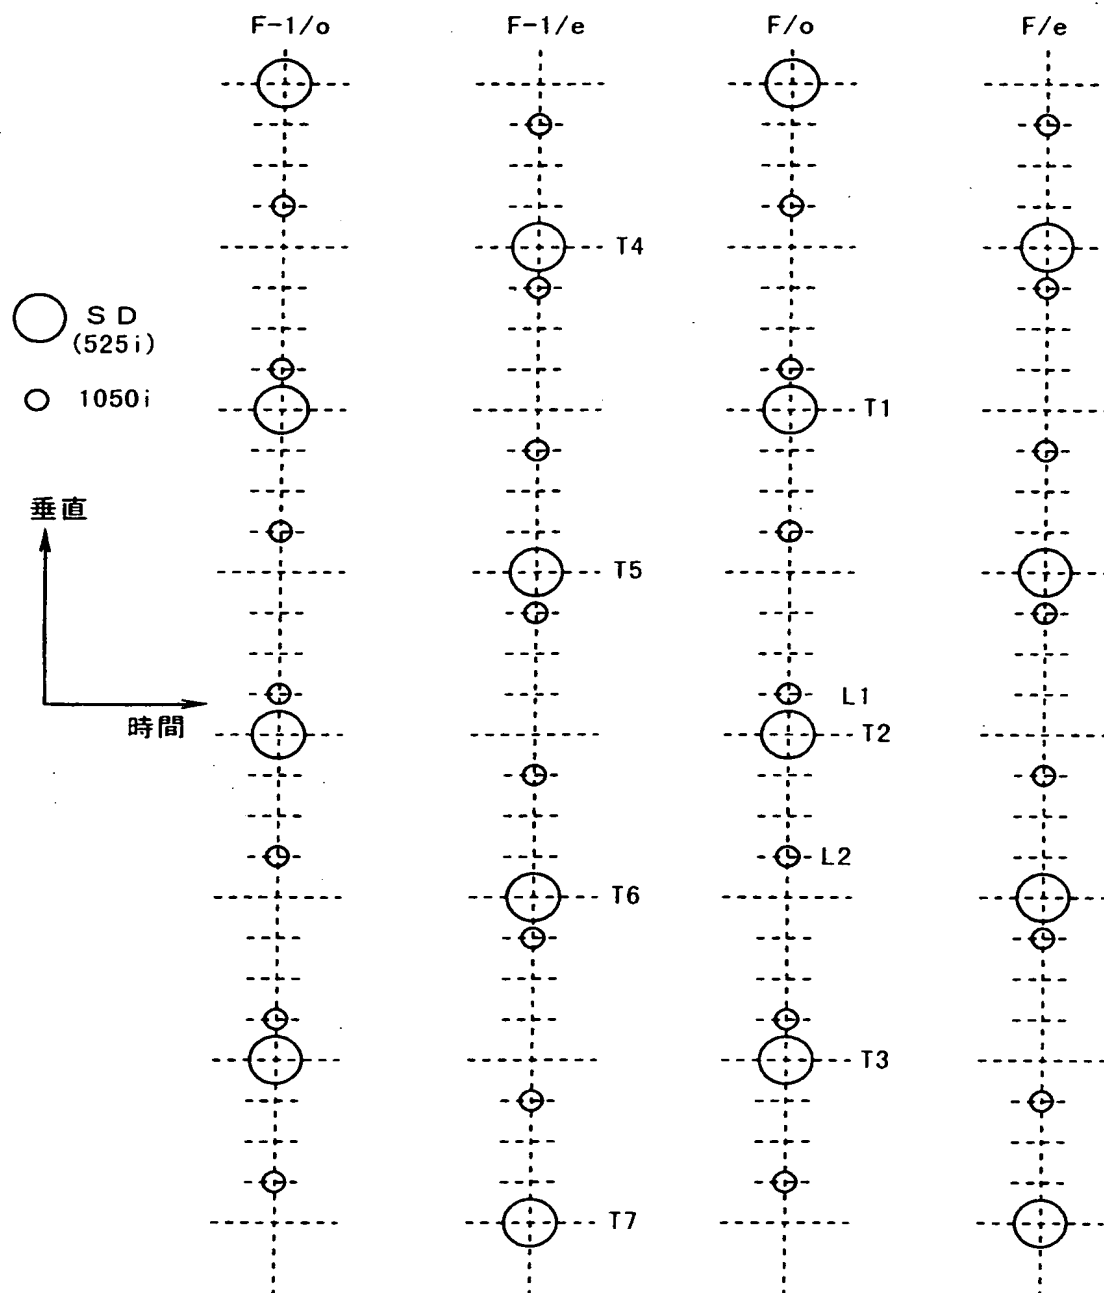 F-1/o F-1/e F/o F/e
T4
SD
(525i)
1050i
T1
垂直
T5
L1
時間
T2
L2
T6
T3
T7